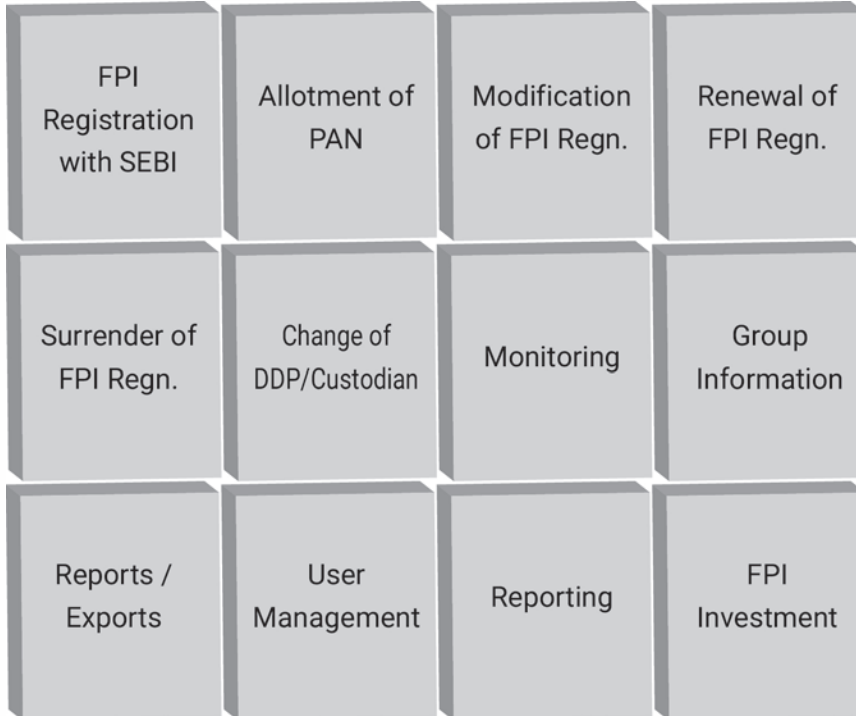 FPI
Registration
with SEBI
Allotment of
PAN
Modification
of FPI Regn.
Renewal of
FPI Regn.
Surrender of
FPI Regn.
Change of
DDP/Custodian
Monitoring
Group
Information
Reports /
Exports
User
Management
Reporting
FPI
Investment